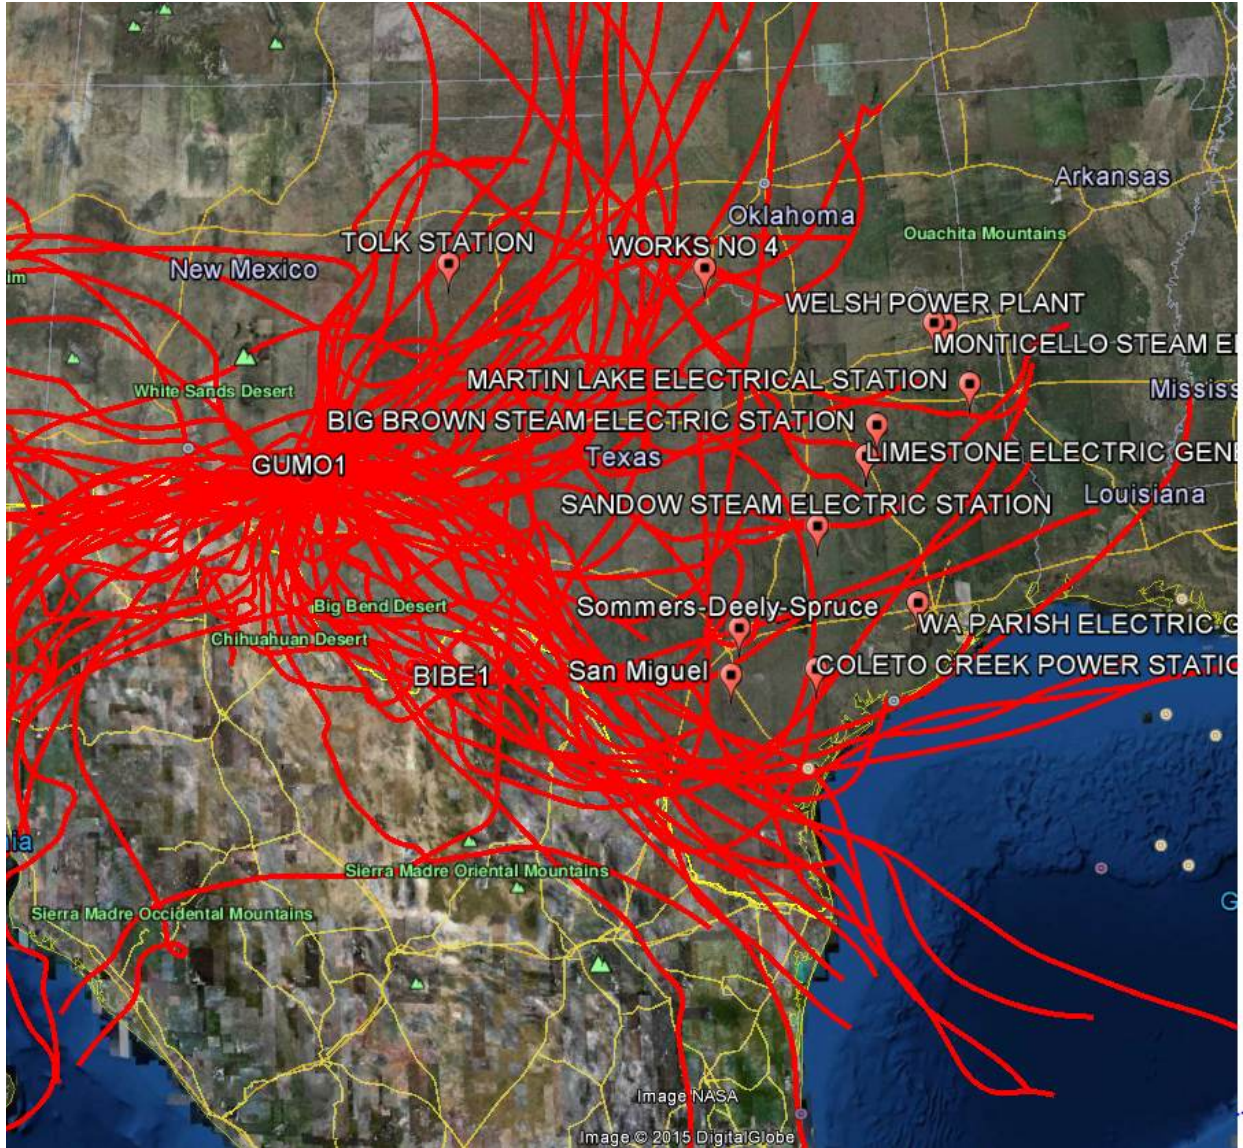 Arkansas
Oklahoma
Ouachita Mountains
TOLK STATION
WORKS NO 4
New Mexico
im
WELSH POWER PLANT
MONTICELLO STEAM EL
White Sands Desert
MARTIN LAKE ELECTRICAL STATION
Mississ
BIG BROWN STEAM ELECTRIC STATION
GUMO1
Texas
LIMESTONE ELECTRIC GENE
SANDOW STEAM ELECTRIC STATION
Louisiana
Big Bend Desert
Sommers-Deely-Spruce
WA PARISH ELECTRIC G
Chihuahuan Desert
BIBE1
San Miguel
COLETO CREEK POWER STATIO
nia
Sierra Madre Oriental Mountains
G
Sierra Madre Occidental Mountains
Image NASA
Image © 2015 DigitalGlobe